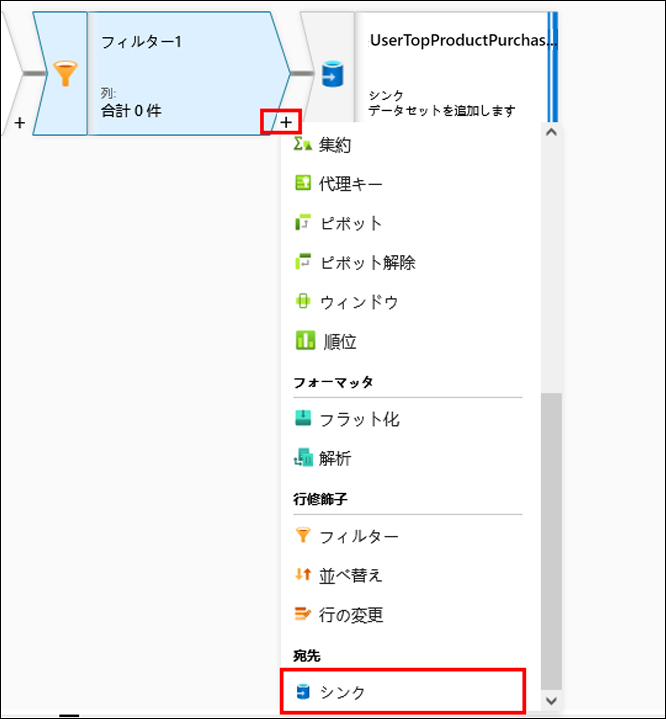 フィルター1
列:
合計 0 件
+
+
UserTopProductPurchas...
シンク
データセットを追加します
集約
代理キー
ピボット
ピボット解除
ウィンドウ
順位
フォーマッタ
フラット化
解析
行修飾子
フィルター
並べ替え
行の変更
宛先
シンク